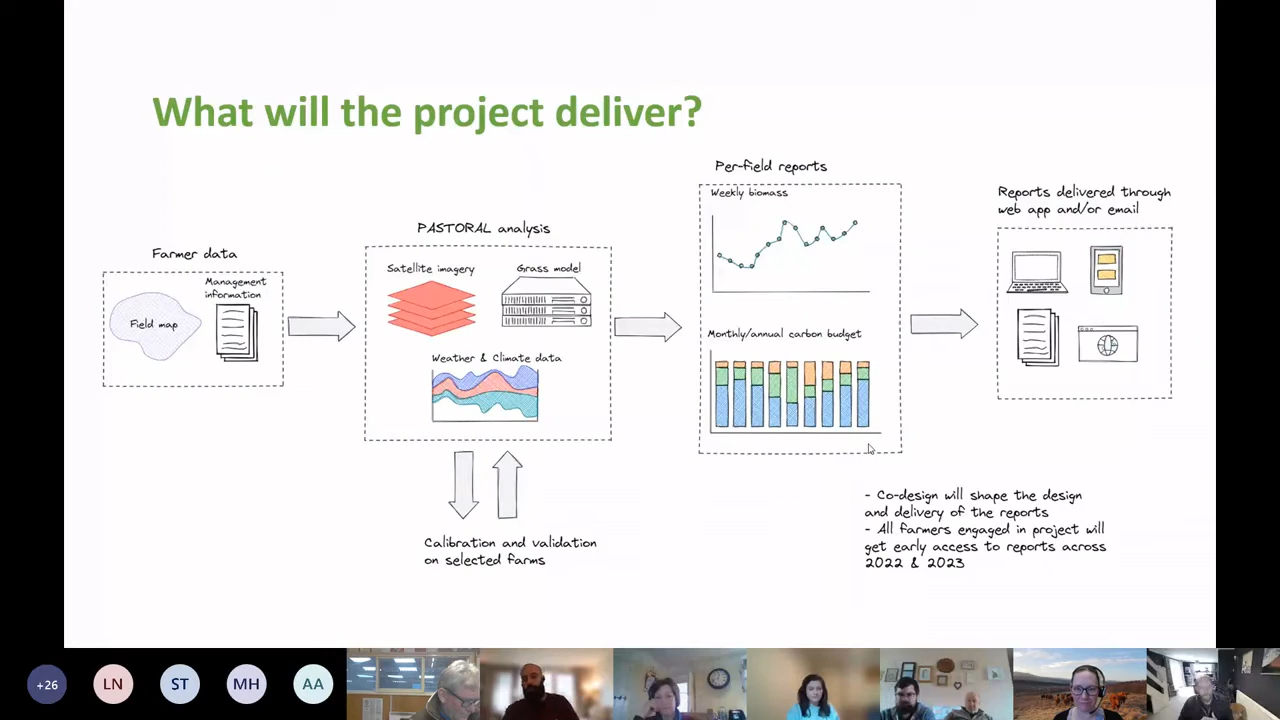 What will the project deliver?
Farmer data
Field map
Management
information
PASTORAL analysis
Satellite imagery
Grass model
Weather & Climate data
Calibration and validation
on selected farms
Per-field reports
Weekly biomass
Monthly/annual carbon budget
Reports delivered through
web app and/or email
- Co-design will shape the design
and delivery of the reports
- All farmers engaged in project will
get early access to reports across
2022 & 2023
+26
LN
ST
MH
AA